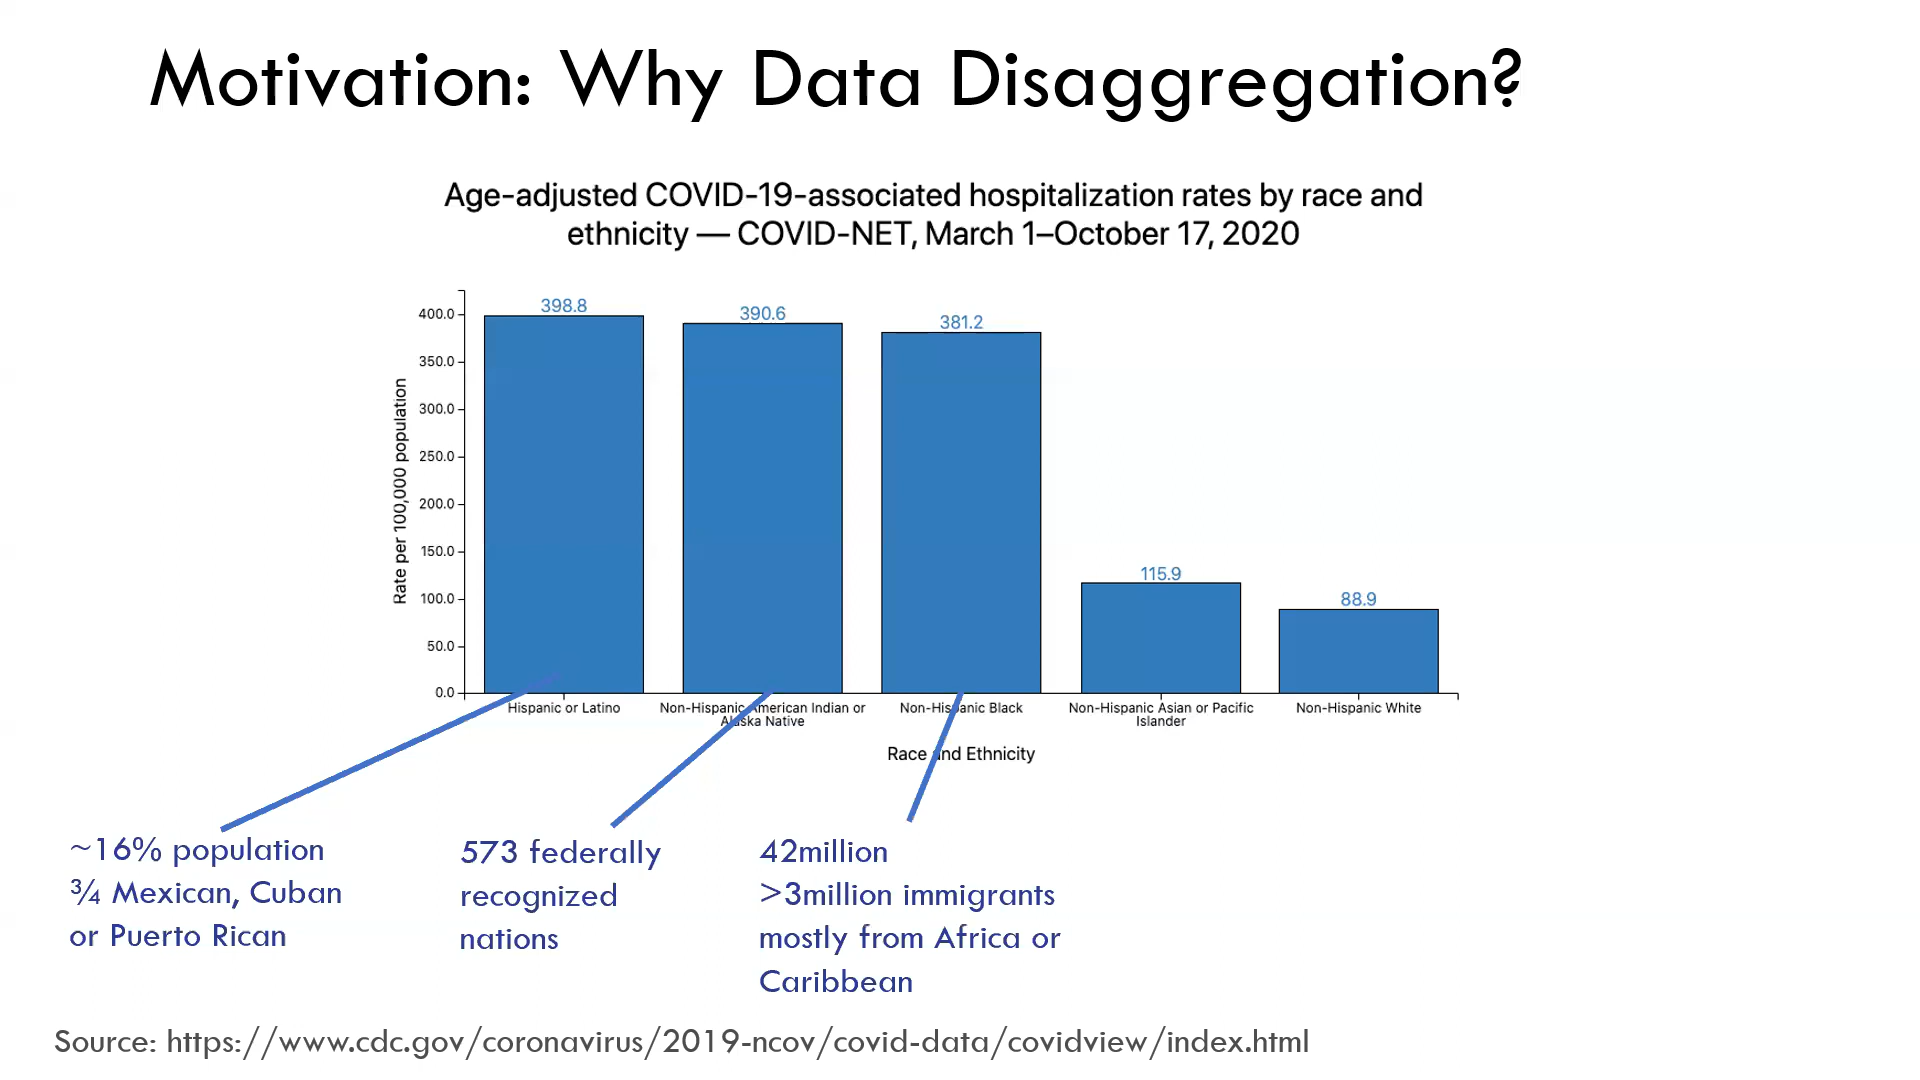 Motivation: Why Data Disaggregation?
Age-adjusted COVID-19-associated hospitalization rates by race and
ethnicity — COVID-NET, March 1–October 17, 2020
Rate per 100,000 population
400.0
350.0
300.0
250.0
200.0
150.0
100.0
50.0
0.0
398.8
390.6
381.2
115.9
88.9
Hispanic or Latino
Non-Hispanic American Indian or
Alaska Native
Non-Hispanic Black
Non-Hispanic Asian or Pacific
Islander
Non-Hispanic White
Race and Ethnicity
~16% population
¾ Mexican, Cuban
or Puerto Rican
573 federally
recognized
nations
42million
>3million immigrants
mostly from Africa or
Caribbean
Source: https://www.cdc.gov/coronavirus/2019-ncov/covid-data/covidview/index.html